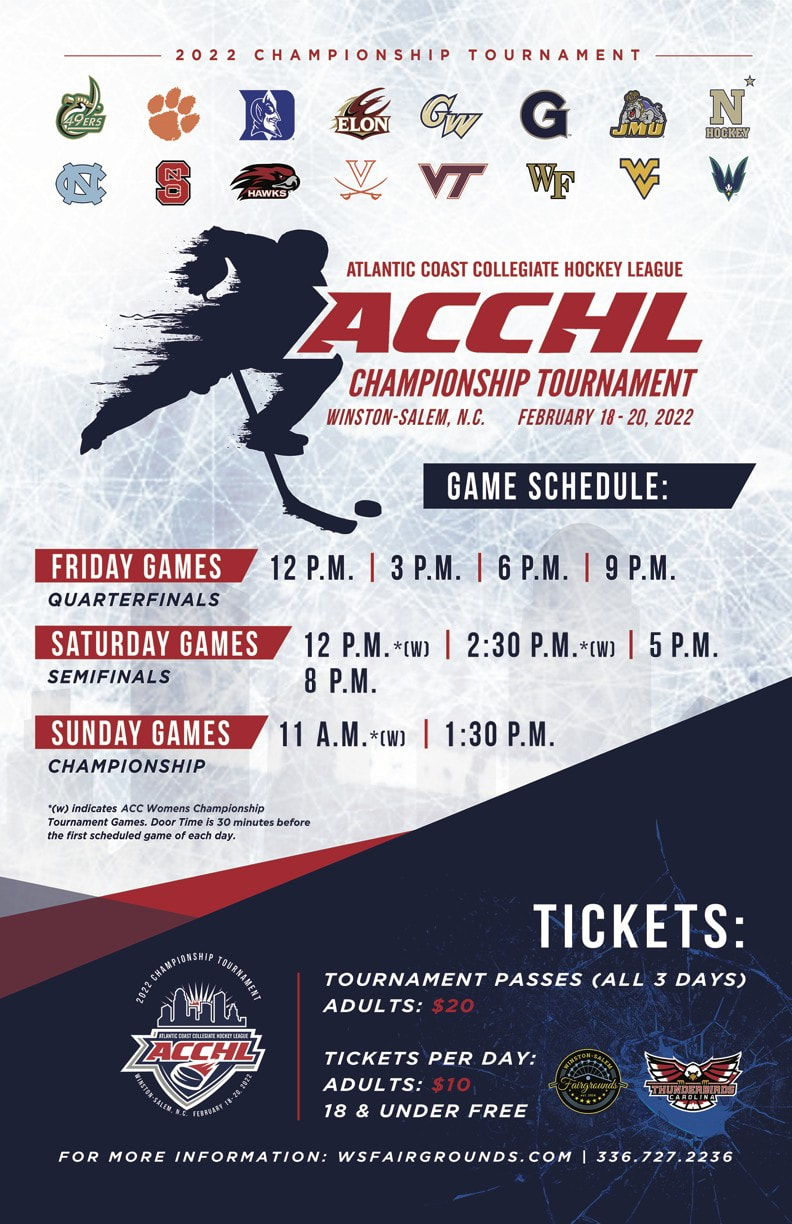 2022 CHAMPIONSHIP TOURNAMENT
49ERS
ELON
GW
G
JMU
N
HOCKEY
NC
NCS
HAWKS
V
VT
WF
WV
ATLANTIC COAST COLLEGIATE HOCKEY LEAGUE
ACCHL
CHAMPIONSHIP TOURNAMENT
WINSTON-SALEM, N.C. FEBRUARY 18 - 20, 2022
GAME SCHEDULE:
FRIDAY GAMES 12 P.M. | 3 P.M. | 6 P.M. | 9 P.M.
QUARTERFINALS
SATURDAY GAMES 12 P.M.*(W) | 2:30 P.M.*(W) | 5 P.M.
SEMIFINALS 8 P.M.
SUNDAY GAMES 11 A.M.*(W) | 1:30 P.M.
CHAMPIONSHIP
*(w) indicates ACC Womens Championship
Tournament Games. Door Time is 30 minutes before
the first scheduled game of each day.
TICKETS:
TOURNAMENT PASSES (ALL 3 DAYS)
ADULTS: $20
TICKETS PER DAY:
ADULTS: $10
18 & UNDER FREE
2022 CHAMPIONSHIP TOURNAMENT
ATLANTIC COAST COLLEGIATE HOCKEY LEAGUE
ACCHL
WINSTON-SALEM, N.C. FEBRUARY 18-20, 2022
WINSTON-SALEM
Fairgrounds
THUNDERBIRDS
CAROLINA
FOR MORE INFORMATION: WSFAIRGROUNDS.COM | 336.727.2236